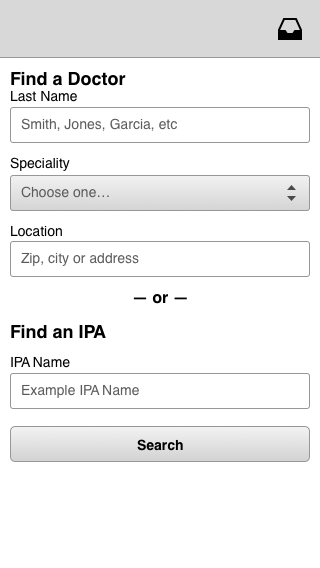 Find a Doctor
Last Name
Smith, Jones, Garcia, etc
Speciality
Choose one...
Location
Zip, city or address
— or —
Find an IPA
IPA Name
Example IPA Name
Search